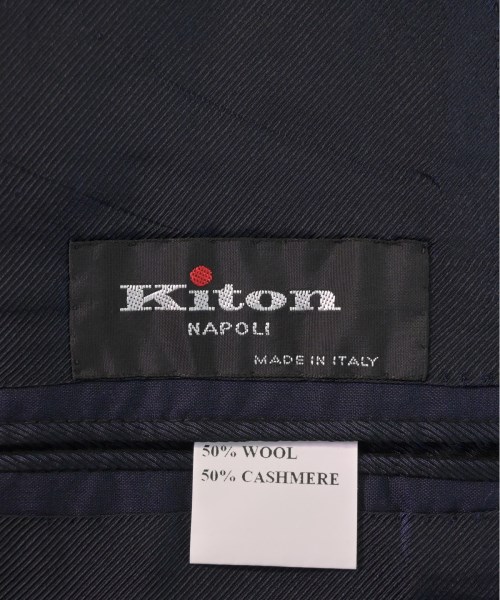 Kiton
NAPOLI
MADE IN ITALY
50% WOOL
50% CASHMERE